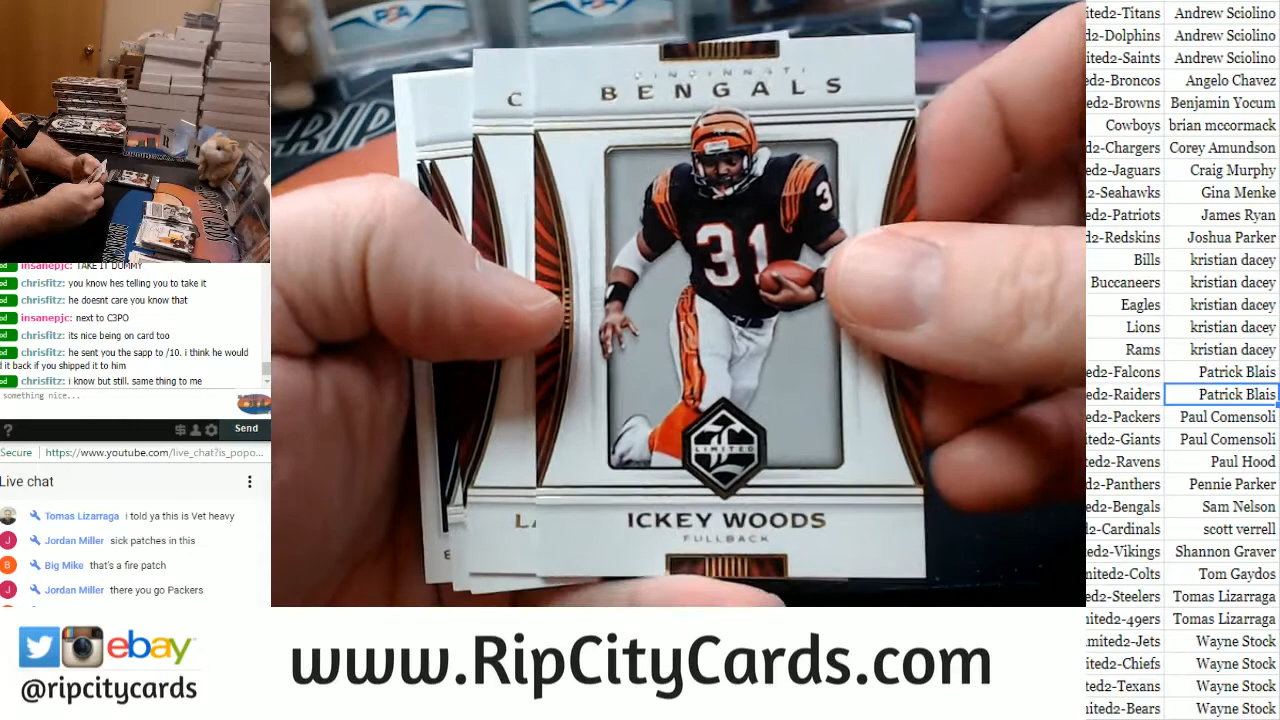 insanepjc: TAKE IT DUMMY
chrisfitz: you know hes telling you to take it
chrisfitz: he doesnt care you know that
insanepjc: next to C3PO
chrisfitz: its nice being on card too
chrisfitz: he sent you the sapp to /10. i think he would
d it back if you shipped it to him
chrisfitz: i know but still. same thing to me
something nice...
?
Send
Secure
https://www.youtube.com/live_chat?is_popo...
Live chat
Tomas Lizarraga i told ya this is Vet heavy
J Jordan Miller sick patches in this
B Big Mike that's a fire patch
J Jordan Miller there you go Packers
ebay
@ripcitycards
CINCINNATI
BENGALS
C
31
3
LIMITED
LA
ICKEY WOODS
FULLBACK
RIP
www.RipCityCards.com
ited2-Titans Andrew Sciolino
d2-Dolphins Andrew Sciolino
ited2-Saints Andrew Sciolino
d2-Broncos Angelo Chavez
ed2-Browns Benjamin Yocum
Cowboys brian mccormack
d2-Chargers Corey Amundson
d2-Jaguars Craig Murphy
2-Seahawks Gina Menke
ed2-Patriots James Ryan
d2-Redskins Joshua Parker
Bills kristian dacey
Buccaneers kristian dacey
Eagles kristian dacey
Lions kristian dacey
Rams kristian dacey
ed2-Falcons Patrick Blais
ed2-Raiders Patrick Blais
ed2-Packers Paul Comensoli
ed2-Giants Paul Comensoli
ed2-Ravens Paul Hood
d2-Panthers Pennie Parker
ed2-Bengals Sam Nelson
d2-Cardinals scott verrell
ed2-Vikings Shannon Graver
nited2-Colts Tom Gaydos
ed2-Steelers Tomas Lizarraga
ited2-49ers Tomas Lizarraga
mited2-Jets Wayne Stock
ited2-Chiefs Wayne Stock
ted2-Texans Wayne Stock
ited2-Bears Wayne Stock